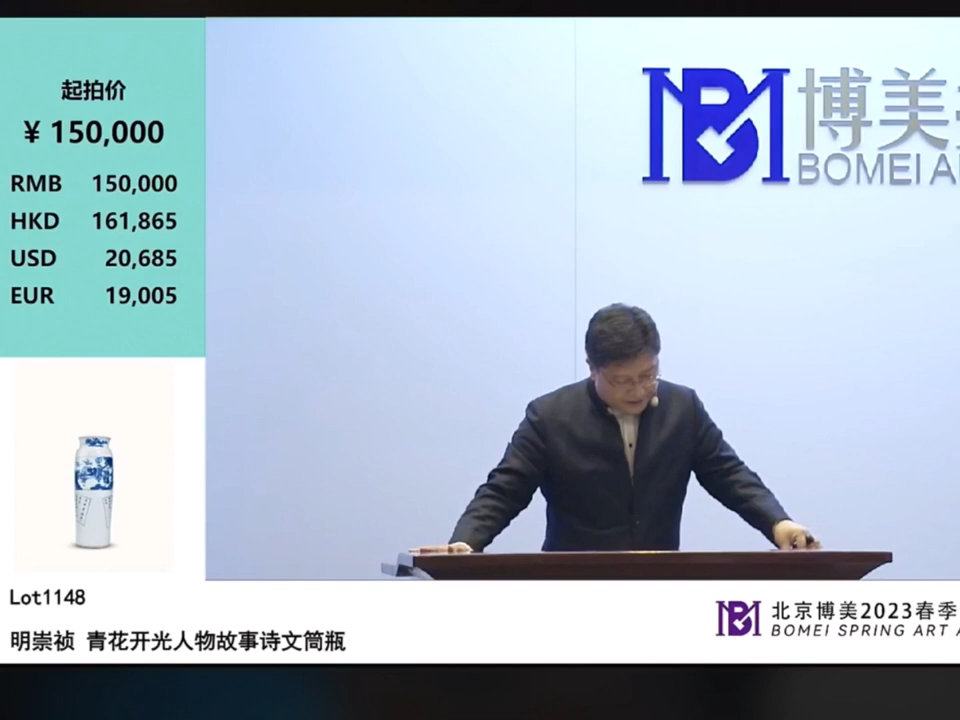 起拍价
¥ 150,000
RMB 150,000
HKD 161,865
USD 20,685
EUR 19,005
博美
BOMEI
Lot1148
明崇祯 青花开光人物故事诗文筒瓶
北京博美2023春季
BOMEI SPRING ART